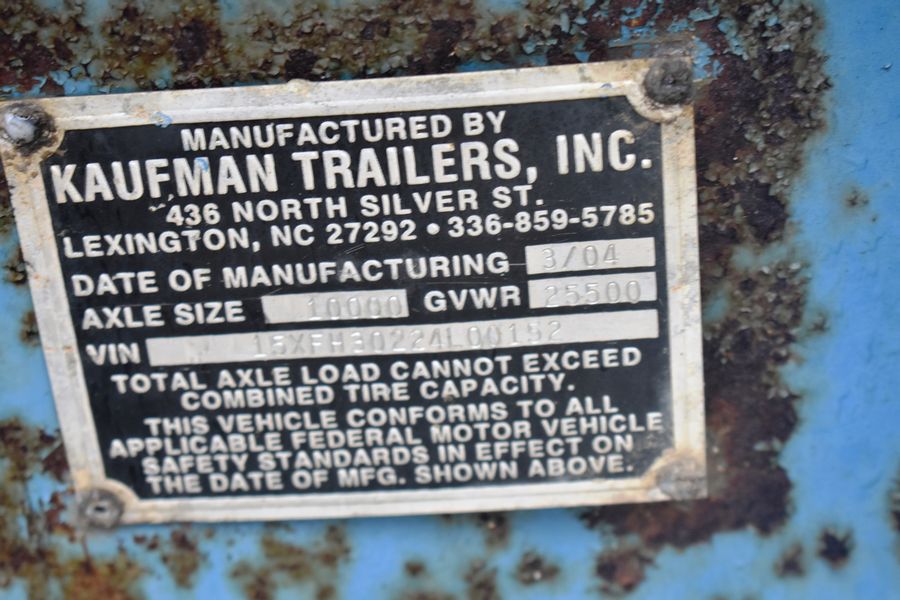 MANUFACTURED BY
KAUFMAN TRAILERS, INC.
436 NORTH SILVER ST.
LEXINGTON, NC 27292 • 336-859-5785
DATE OF MANUFACTURING 3/04
AXLE SIZE 10000 GVWR 25500
VIN 15XFH30224L00152
TOTAL AXLE LOAD CANNOT EXCEED
COMBINED TIRE CAPACITY.
THIS VEHICLE CONFORMS TO ALL
APPLICABLE FEDERAL MOTOR VEHICLE
SAFETY STANDARDS IN EFFECT ON
THE DATE OF MFG. SHOWN ABOVE.